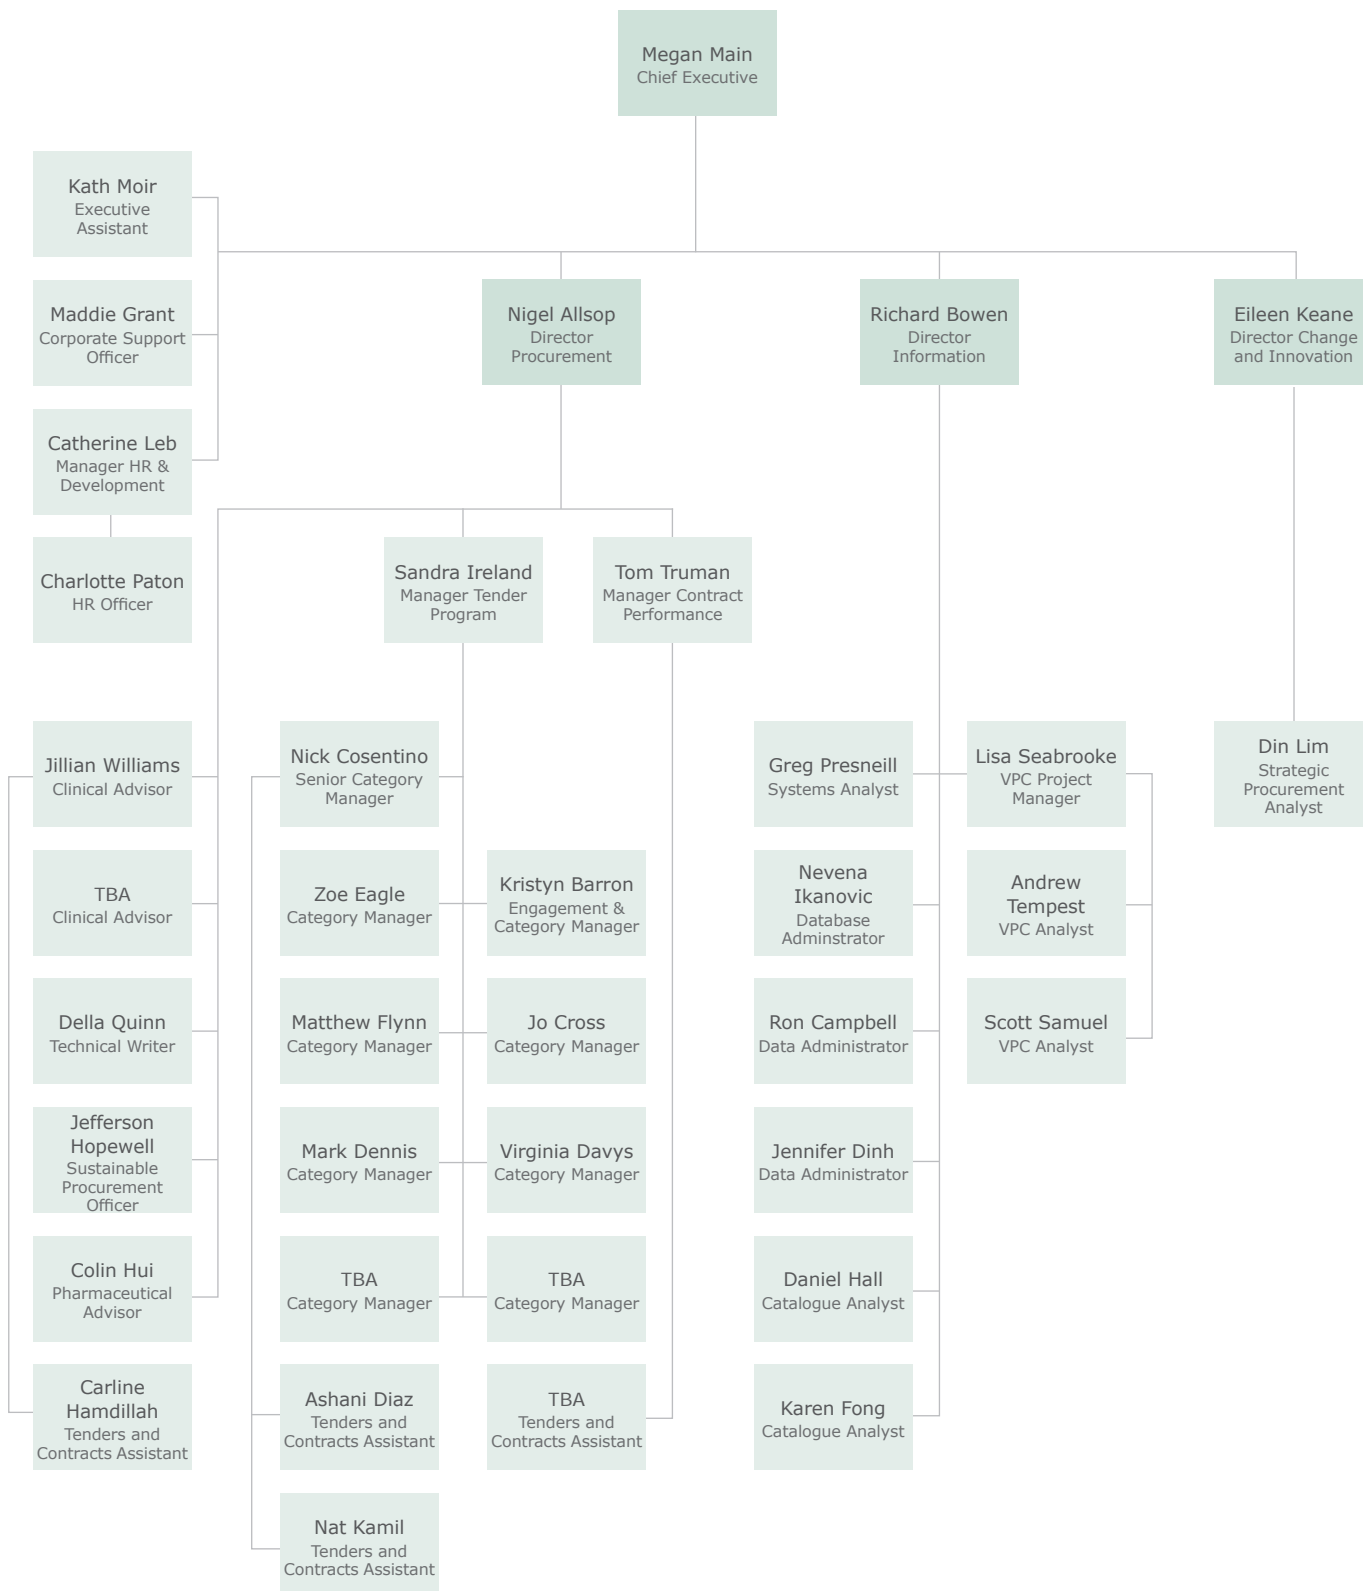 Megan Main
Chief Executive
Kath Moir
Executive
Assistant
Maddie Grant
Corporate Support
Officer
Catherine Leb
Manager HR &
Development
Charlotte Paton
HR Officer
Nigel Allsop
Director
Procurement
Richard Bowen
Director
Information
Eileen Keane
Director Change
and Innovation
Sandra Ireland
Manager Tender
Program
Tom Truman
Manager Contract
Performance
Jillian Williams
Clinical Advisor
TBA
Clinical Advisor
Della Quinn
Technical Writer
Jefferson
Hopewell
Sustainable
Procurement
Officer
Colin Hui
Pharmaceutical
Advisor
Carline
Hamdillah
Tenders and
Contracts Assistant
Nick Cosentino
Senior Category
Manager
Zoe Eagle
Category Manager
Matthew Flynn
Category Manager
Mark Dennis
Category Manager
TBA
Category Manager
Ashani Diaz
Tenders and
Contracts Assistant
Nat Kamil
Tenders and
Contracts Assistant
Kristyn Barron
Engagement &
Category Manager
Jo Cross
Category Manager
Virginia Davys
Category Manager
TBA
Category Manager
TBA
Tenders and
Contracts Assistant
Greg Presneill
Systems Analyst
Nevena
Ikanovic
Database
Adminstrator
Ron Campbell
Data Administrator
Jennifer Dinh
Data Administrator
Daniel Hall
Catalogue Analyst
Karen Fong
Catalogue Analyst
Lisa Seabrooke
VPC Project
Manager
Andrew
Tempest
VPC Analyst
Scott Samuel
VPC Analyst
Din Lim
Strategic
Procurement
Analyst